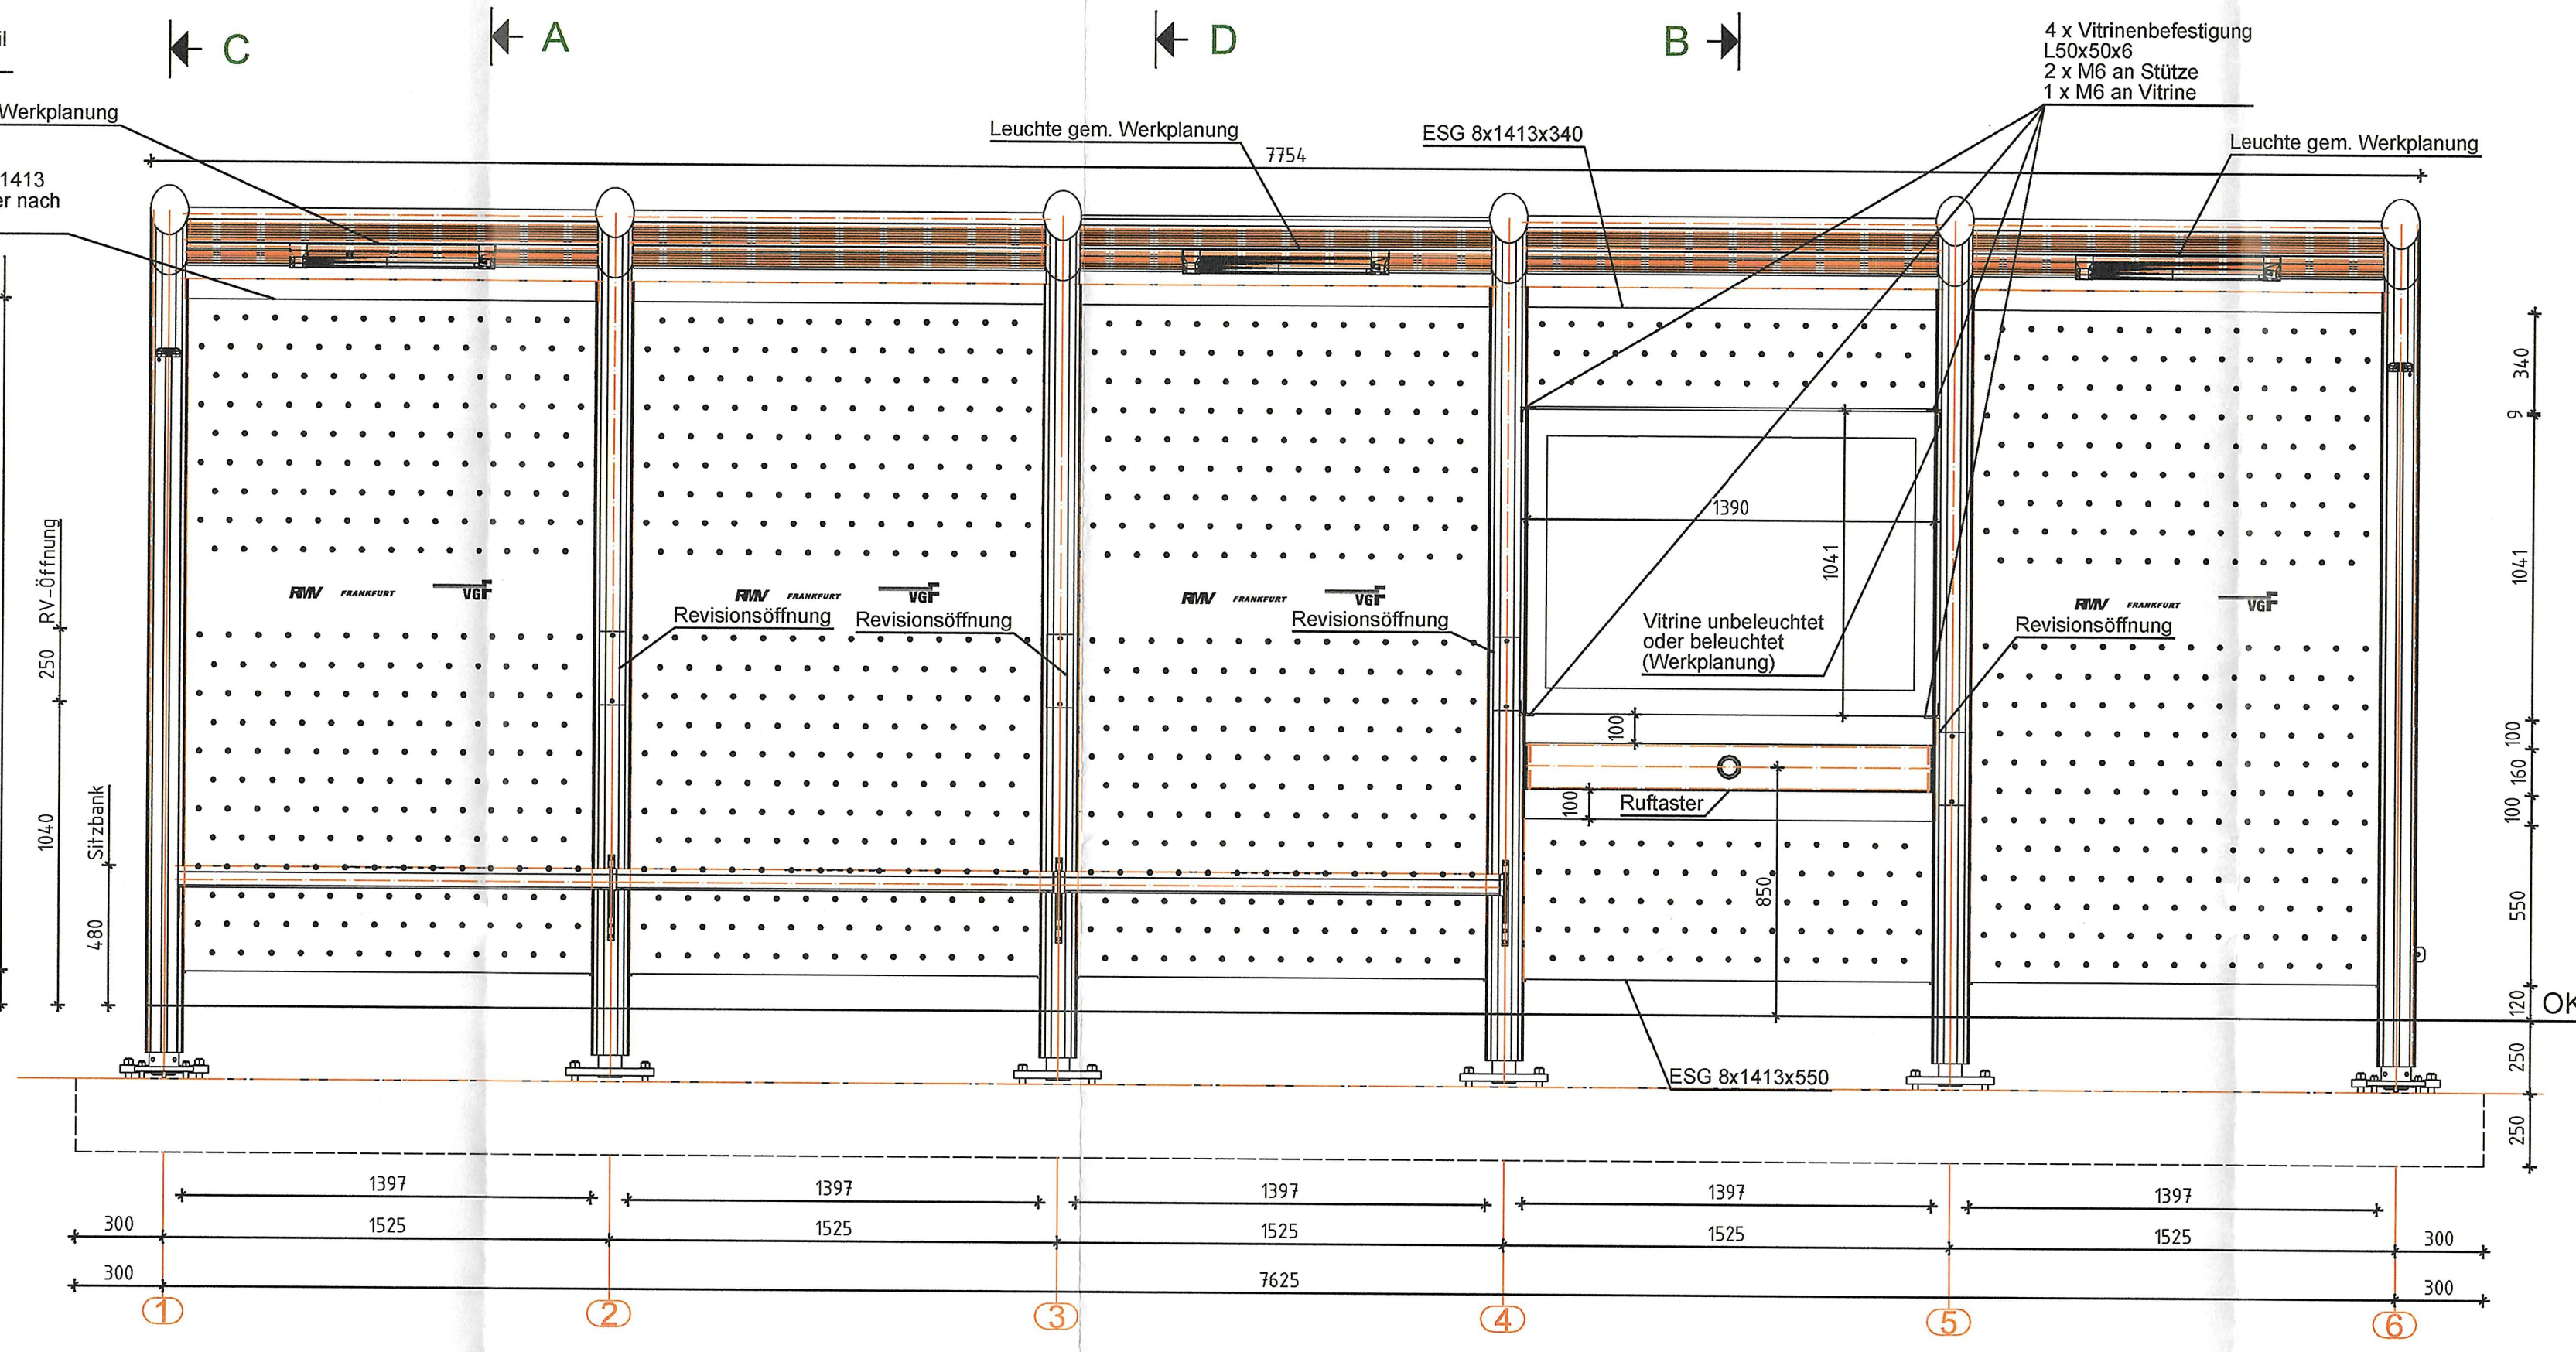 C
A
D
B
il
Werkplanung
1413
er nach
Leuchte gem. Werkplanung
7754
ESG 8x1413x340
4 x Vitrinenbefestigung
L50x50x6
2 x M6 an Stütze
1 x M6 an Vitrine
Leuchte gem. Werkplanung
340
9
1041
100
160
100
550
120
250
250
OK
RV-Öffnung
250
1040
Sitzbank
480
RMV FRANKFURT VGF
RMV FRANKFURT VGF
RMV FRANKFURT VGF
RMV FRANKFURT VGF
Revisionsöffnung
Revisionsöffnung
Revisionsöffnung
Revisionsöffnung
1390
1041
Vitrine unbeleuchtet
oder beleuchtet
(Werkplanung)
100
100
Ruftaster
850
ESG 8x1413x550
1397
1397
1397
1397
1397
300
1525
1525
1525
1525
1525
300
300
7625
300
1
2
3
4
5
6